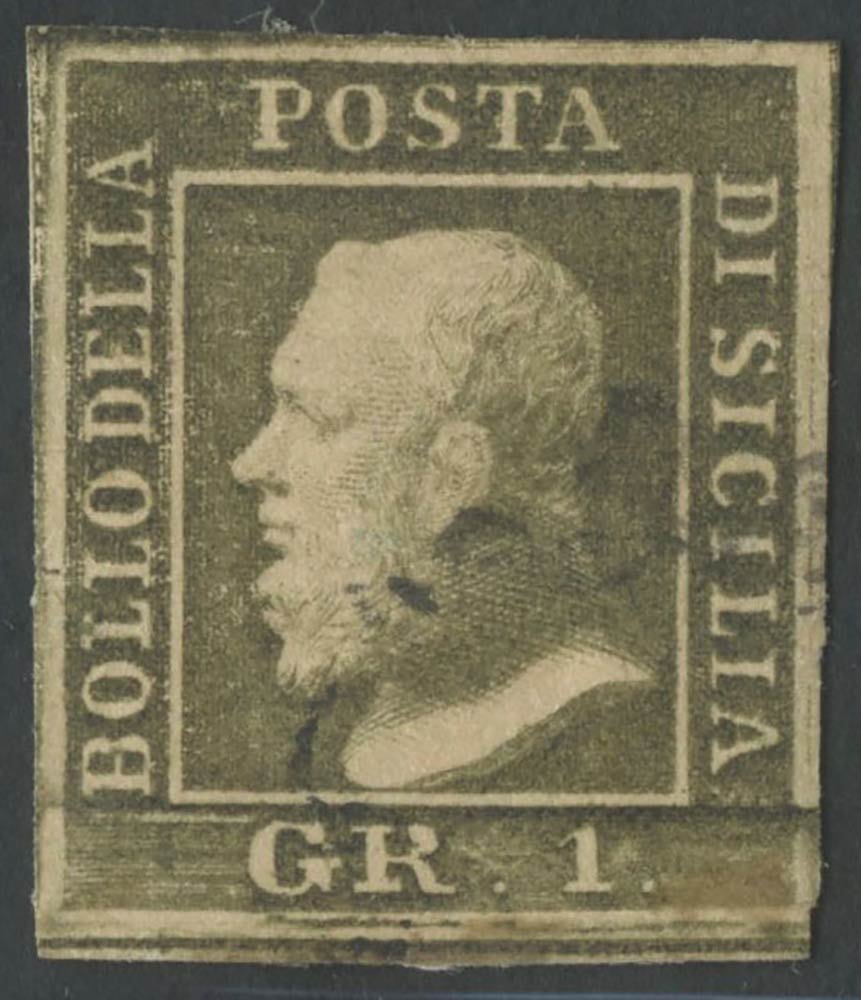 POSTA
BOLLO DELLA
DI SICILIA
GR. 1.